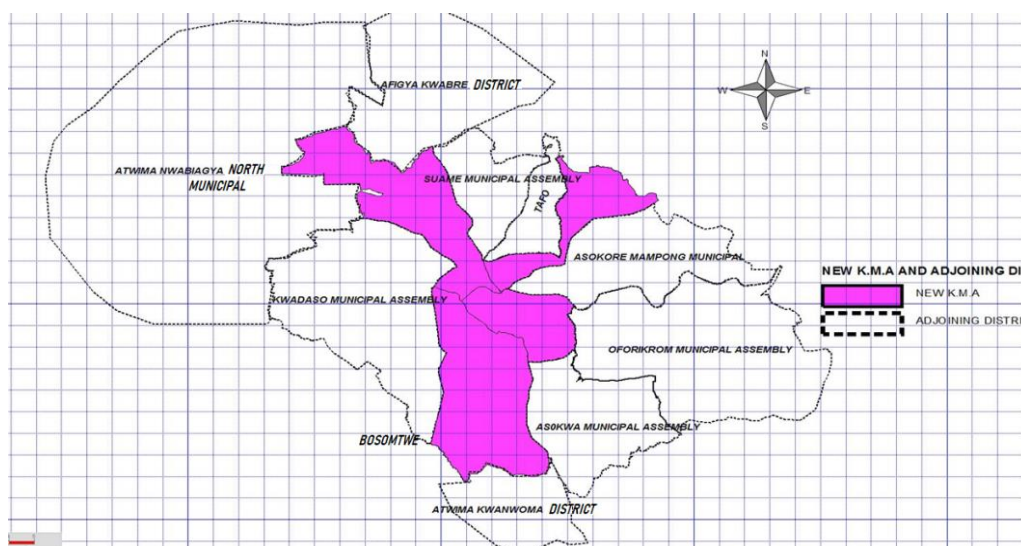 N
W E
S
AFIGYA KWABRE DISTRICT
ATWIMA NWABIAGYA NORTH
MUNICIPAL
SUAME MUNICIPAL ASSEMBLY
TAFO
ASOKORE MAMPONG MUNICIPAL
NEW K.M.A AND ADJOINING DI
NEW K.M.A
ADJOINING DISTR
KWADASO MUNICIPAL ASSEMBLY
OFORIKROM MUNICIPAL ASSEMBLY
ASOKWA MUNICIPAL ASSEMBLY
BOSOMTWE
ATWIMA KWANWOMA DISTRICT